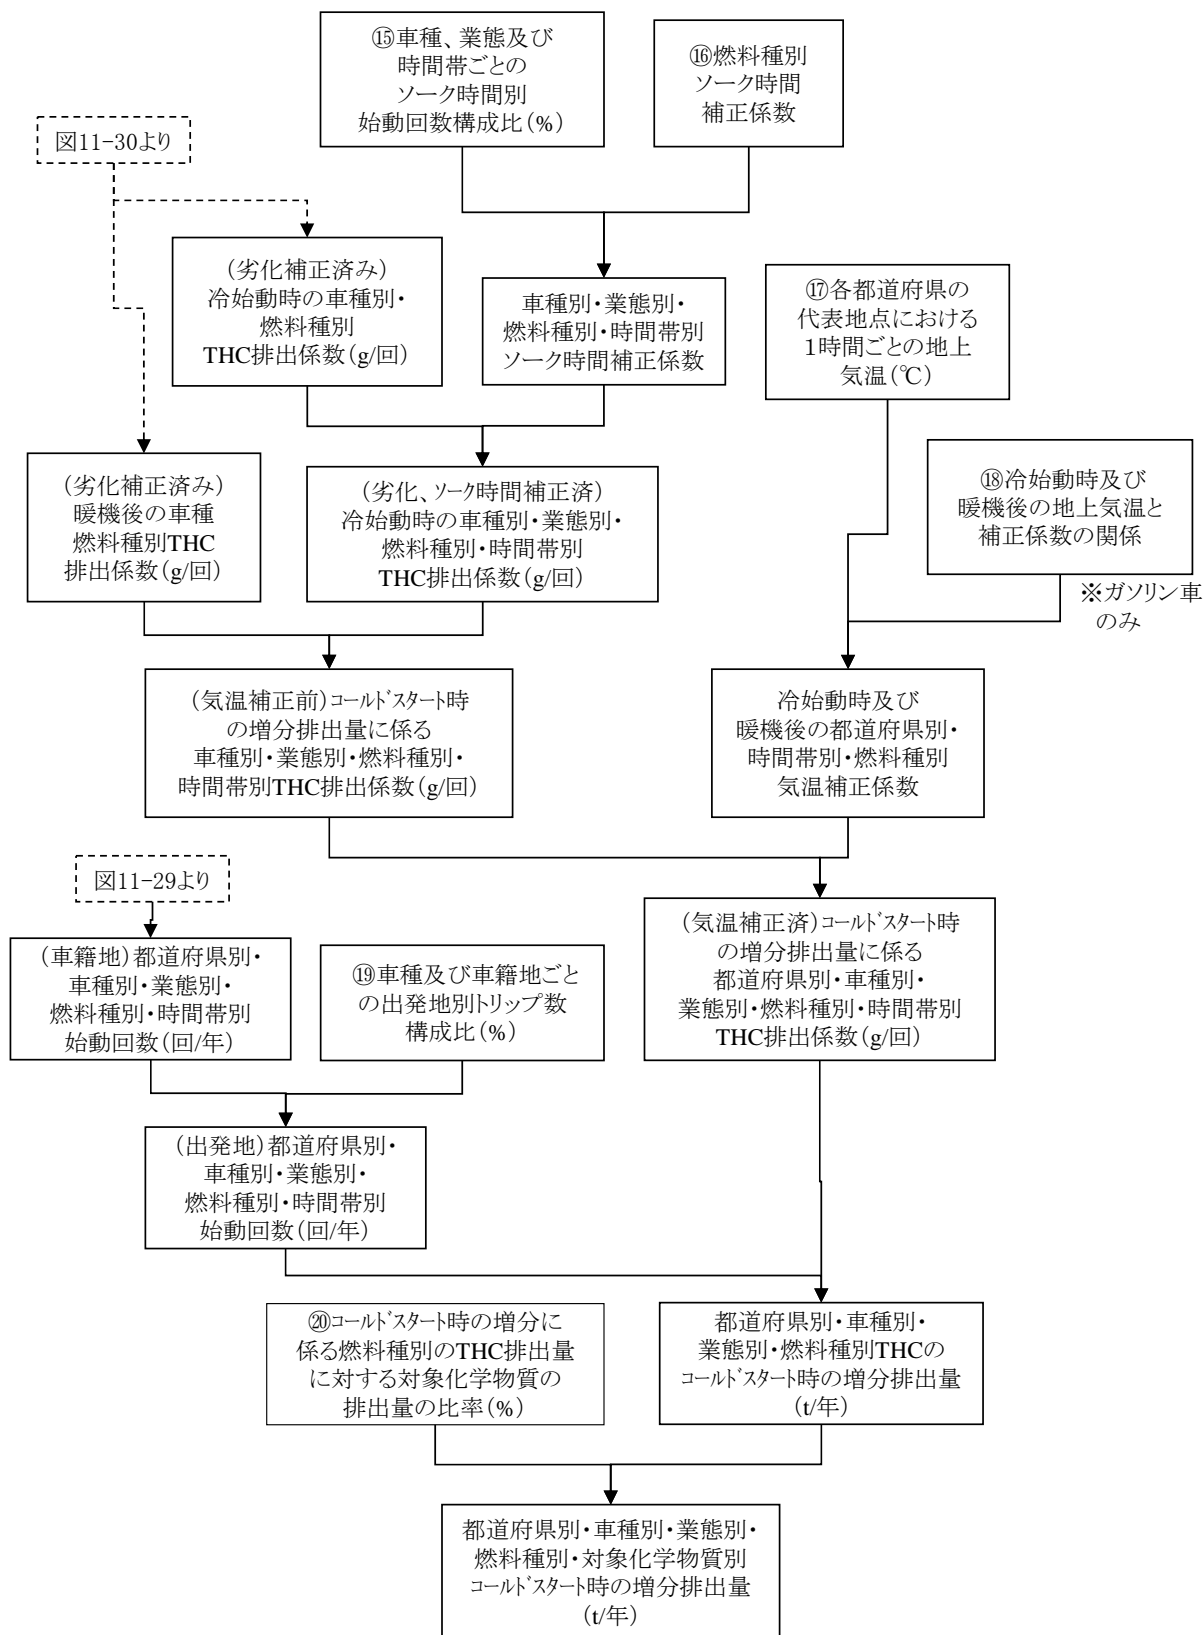 ⑮車種、業態及び
時間帯ごとの
ソーク時間別
始動回数構成比(%)
⑯燃料種別
ソーク時間
補正係数
図11-30より
(劣化補正済み)
冷始動時の車種別・
燃料種別
THC排出係数(g/回)
車種別・業態別・
燃料種別・時間帯別
ソーク時間補正係数
⑰各都道府県の
代表地点における
1時間ごとの地上
気温(℃)
(劣化補正済み)
暖機後の車種
燃料種別THC
排出係数(g/回)
(劣化、ソーク時間補正済)
冷始動時の車種別・業態別・
燃料種別・時間帯別
THC排出係数(g/回)
⑱冷始動時及び
暖機後の地上気温と
補正係数の関係
※ガソリン車
のみ
(気温補正前)コールドスタート時
の増分排出量に係る
車種別・業態別・燃料種別・
時間帯別THC排出係数(g/回)
冷始動時及び
暖機後の都道府県別・
時間帯別・燃料種別
気温補正係数
図11-29より
(車籍地)都道府県別・
車種別・業態別・
燃料種別・時間帯別
始動回数(回/年)
⑲車種及び車籍地ごと
の出発地別トリップ数
構成比(%)
(気温補正済)コールドスタート時
の増分排出量に係る
都道府県別・車種別・
業態別・燃料種別・時間帯別
THC排出係数(g/回)
(出発地)都道府県別・
車種別・業態別・
燃料種別・時間帯別
始動回数(回/年)
⑳コールドスタート時の増分に
係る燃料種別のTHC排出量
に対する対象化学物質の
排出量の比率(%)
都道府県別・車種別・
業態別・燃料種別THCの
コールドスタート時の増分排出量
(t/年)
都道府県別・車種別・業態別・
燃料種別・対象化学物質別
コールドスタート時の増分排出量
(t/年)